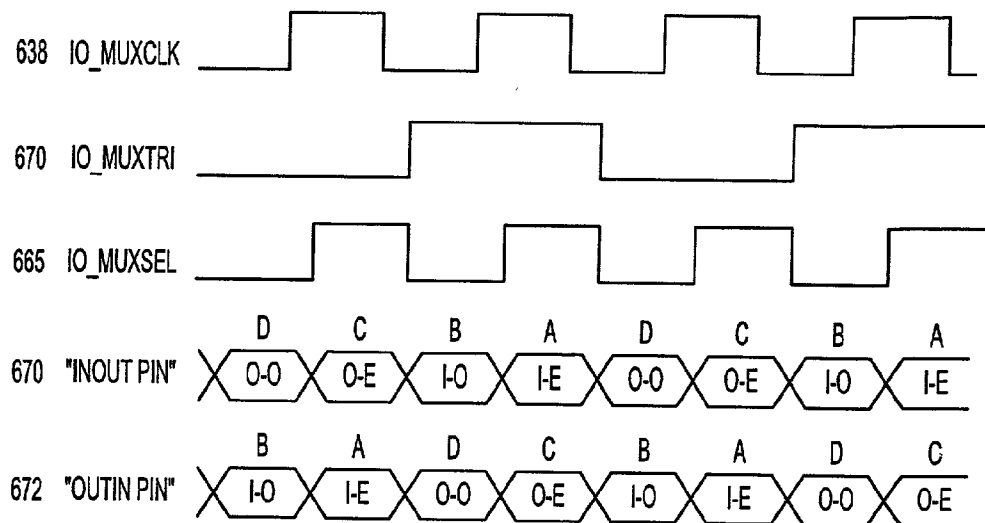 638 IO_MUXCLK
670 IO_MUXTRI
665 IO_MUXSEL
D C B A D C B A
670 "INOUT PIN" O-O O-E I-O I-E O-O O-E I-O I-E
B A D C B A D C
672 "OUTIN PIN" I-O I-E O-O O-E I-O I-E O-O O-E